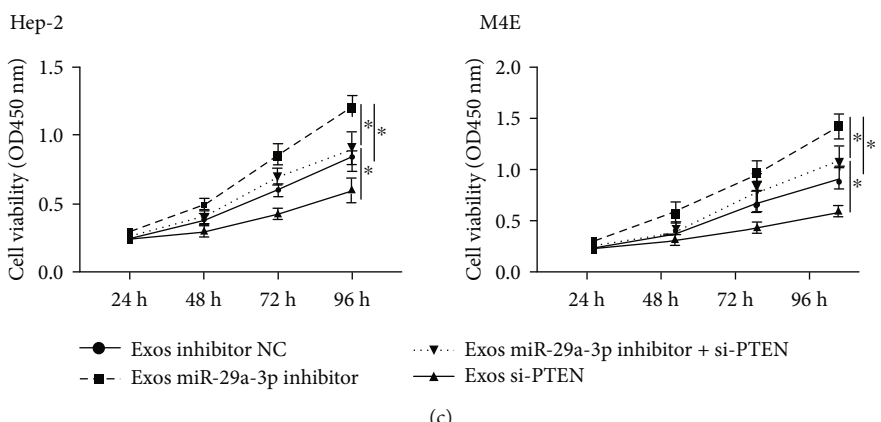 Hep-2
Cell viability (OD450 nm)
1.5
1.0
0.5
0.0
24 h 48 h 72 h 96 h
*
*
*
M4E
Cell viability (OD450 nm)
2.0
1.5
1.0
0.5
0.0
24 h 48 h 72 h 96 h
*
*
*
Exos inhibitor NC
Exos miR-29a-3p inhibitor
Exos miR-29a-3p inhibitor + si-PTEN
Exos si-PTEN
(c)